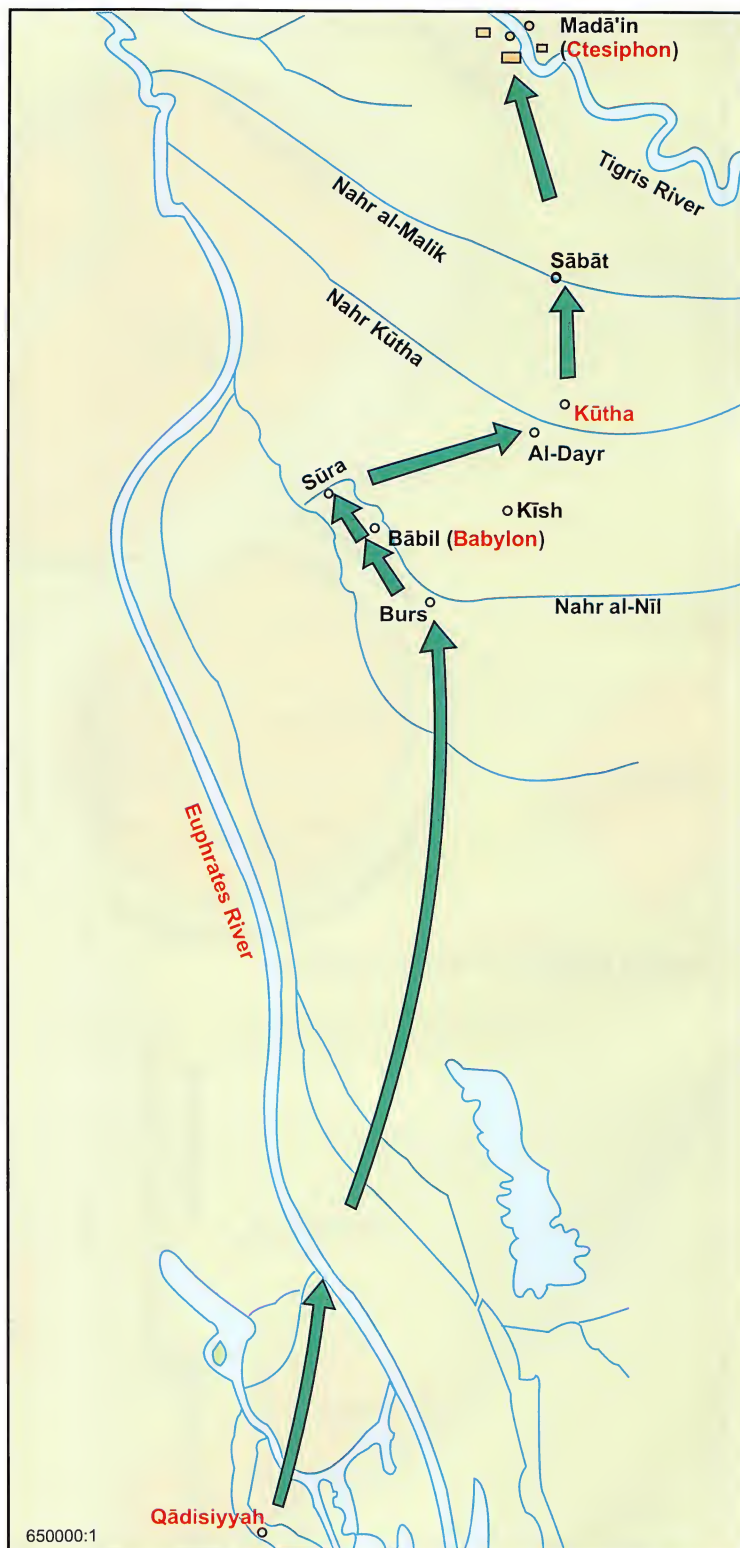 Madā'in
(Ctesiphon)
Tigris River
Nahr al-Malik
Sābāt
Nahr Kūtha
Kūtha
Al-Dayr
Sūra
Kīsh
Bābil (Babylon)
Burs
Nahr al-Nīl
Euphrates River
Qādisiyyah
650000:1